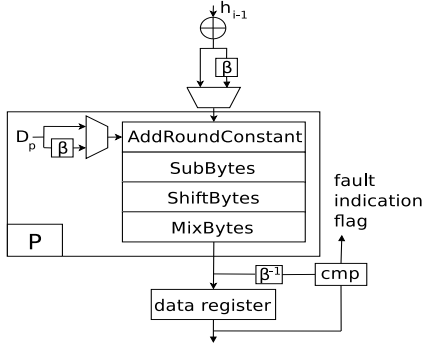 h i-1
β
D p
β
AddRoundConstant
SubBytes
ShiftBytes
MixBytes
P
fault
indication
flag
β-1
cmp
data register